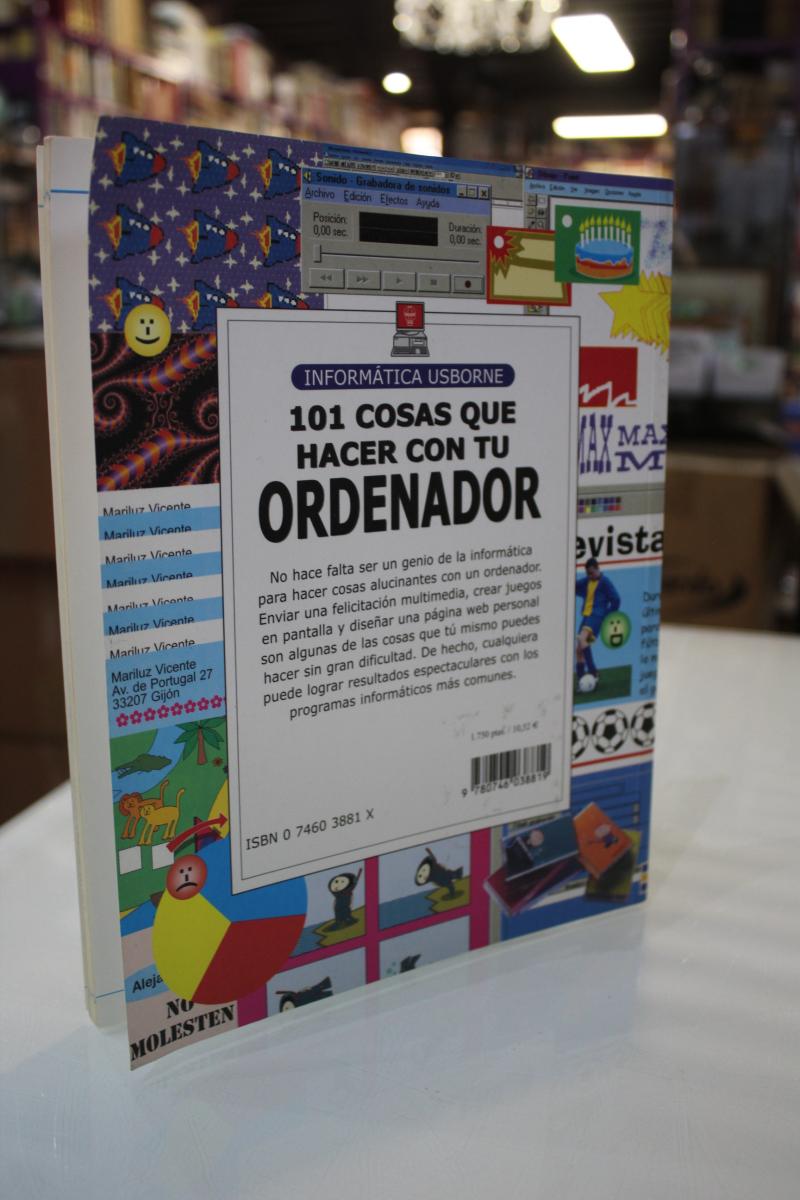 Sonido - Grabadora de sonidos
Archivo Edición Efectos Ayuda
Posición:
0,00 sec.
Duración:
0,00 sec.
INFORMÁTICA USBORNE
101 COSAS QUE
HACER CON TU
ORDENADOR
No hace falta ser un genio de la informática
para hacer cosas alucinantes con un ordenador.
Enviar una felicitación multimedia, crear juegos
en pantalla y diseñar una página web personal
son algunas de las cosas que tú mismo puedes
hacer sin gran dificultad. De hecho, cualquiera
puede lograr resultados espectaculares con los
programas informáticos más comunes.
1.750 ptas. / 10,52 €
9 780746 038819
ISBN 0 7460 3881 X
Mariluz Vicente
Mariluz Vicente
Mariluz Vicente
Mariluz Vicente
Mariluz Vicente
Mariluz Vicente
Mariluz Vicente
Mariluz Vicente
Av. de Portugal 27
33207 Gijón
MAX
MAX
M
evista
Aleja
NO
MOLESTEN